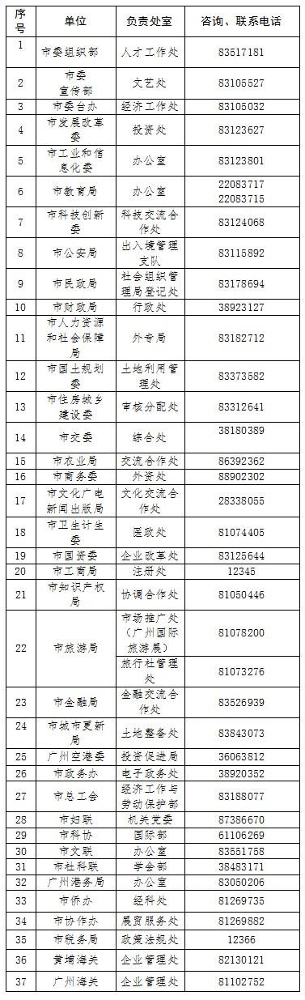 序号 单位 负责处室 咨询、联系电话
1 市委组织部 人才工作处 83517181
2 市委
宣传部 文艺处 83105527
3 市委台办 经济工作处 83105032
4 市发展改革
委 投资处 83123627
5 市工业和信
息化委 办公室 83123801
6 市教育局 办公室 22083717
22083715
7 市科技创新
委 科技交流合
作处 83124068
8 市公安局 出入境管理
支队 83115892
9 市民政局 社会组织管
理局登记处 83178694
10 市财政局 行政处 38923127
11 市人力资源
和社会保障
局 外专局 83182712
12 市国土规划
委 土地利用管
理处 83373582
13 市住房城乡
建设委 审核分配处 83312641
14 市交委 综合处 38180389
15 市农业局 交流合作处 86392362
16 市商务委 外资处 88902302
17 市文化广电
新闻出版局 文化交流合
作处 28338055
18 市卫生计生
委 医政处 81074405
19 市国资委 企业改革处 83125644
20 市工商局 注册处 12345
21 市知识产权
局 协调合作处 81050446
22 市旅游局 市场推广处
（广州国际
旅游展） 81078200
旅行社管理
处 81073276
23 市金融局 金融交流合
作处 83526939
24 市城市更新
局 土地整备处 83843073
25 广州空港委 投资促进局 36063812
26 市政务办 电子政务处 38920352
27 市总工会 经济工作与
劳动保护部 83188077
28 市妇联 机关党委 87386670
29 市科协 国际部 61106269
30 市文联 办公室 83551758
31 市社科联 学会部 38483171
32 广州港务局 办公室 83050206
33 市侨办 经科处 81269735
34 市协作办 展贸服务处 81269882
35 市税务局 政策法规处 12366
36 黄埔海关 企业管理处 82130121
37 广州海关 企业管理处 81102752